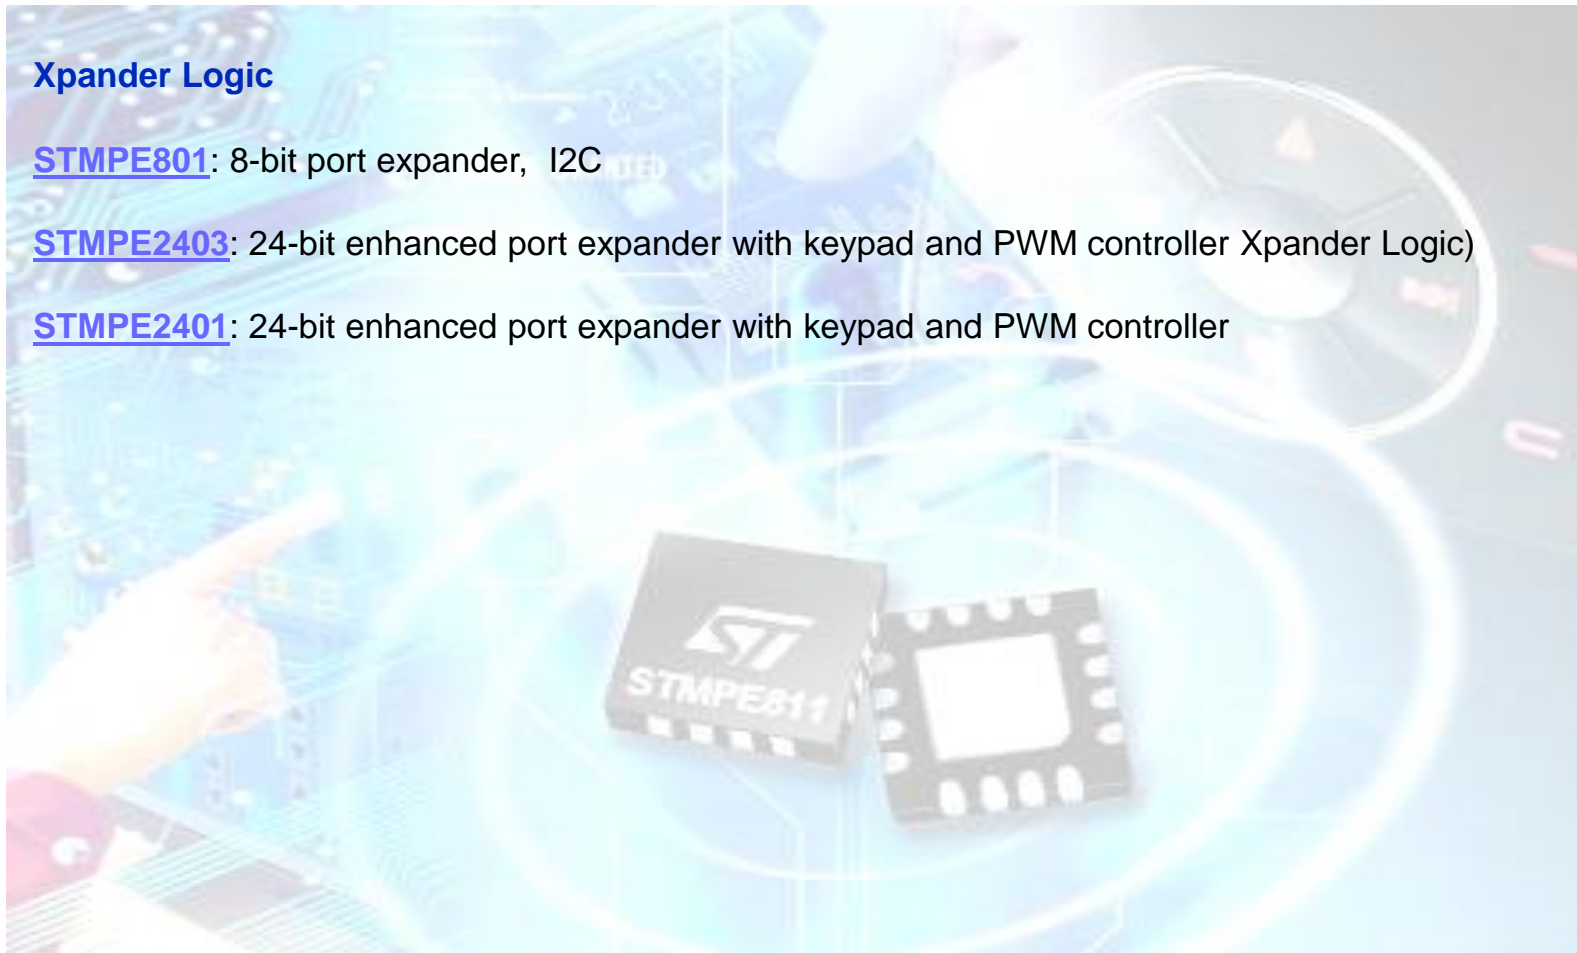 Xpander Logic
STMPE801: 8-bit port expander,  I2C
STMPE2403: 24-bit enhanced port expander with keypad and PWM controller Xpander Logic)
STMPE2401: 24-bit enhanced port expander with keypad and PWM controller
ST
STMPE811